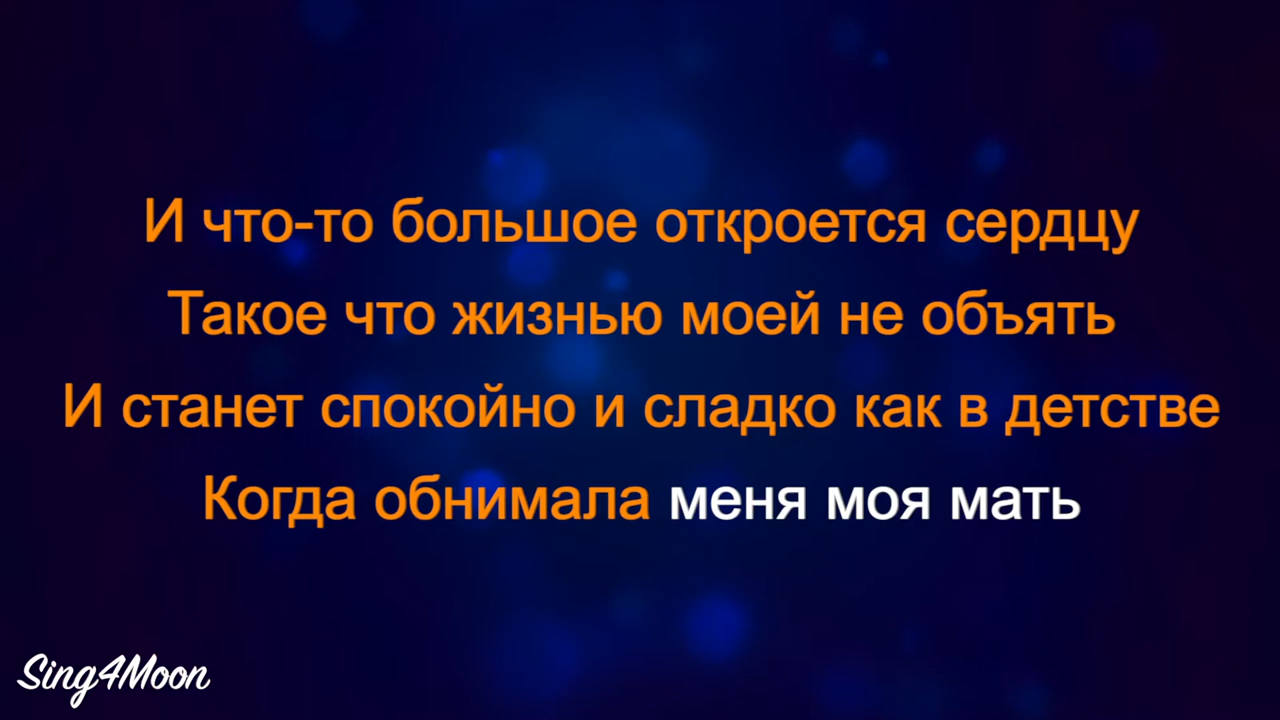 И что-то большое откроется сердцу
Такое что жизнью моей не объять
И станет спокойно и сладко как в детстве
Когда обнимала меня моя мать
Sing4Moon